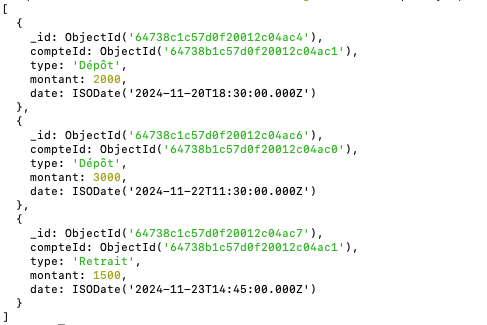 [
  {
    _id: ObjectId('64738c1c57d0f20012c04ac4'),
    compteId: ObjectId('64738b1c57d0f20012c04ac1'),
    type: 'Dépôt',
    montant: 2000,
    date: ISODate('2024-11-20T18:30:00.000Z')
  },
  {
    _id: ObjectId('64738c1c57d0f20012c04ac6'),
    compteId: ObjectId('64738b1c57d0f20012c04ac0'),
    type: 'Dépôt',
    montant: 3000,
    date: ISODate('2024-11-22T11:30:00.000Z')
  },
  {
    _id: ObjectId('64738c1c57d0f20012c04ac7'),
    compteId: ObjectId('64738b1c57d0f20012c04ac1'),
    type: 'Retrait',
    montant: 1500,
    date: ISODate('2024-11-23T14:45:00.000Z')
  }
]